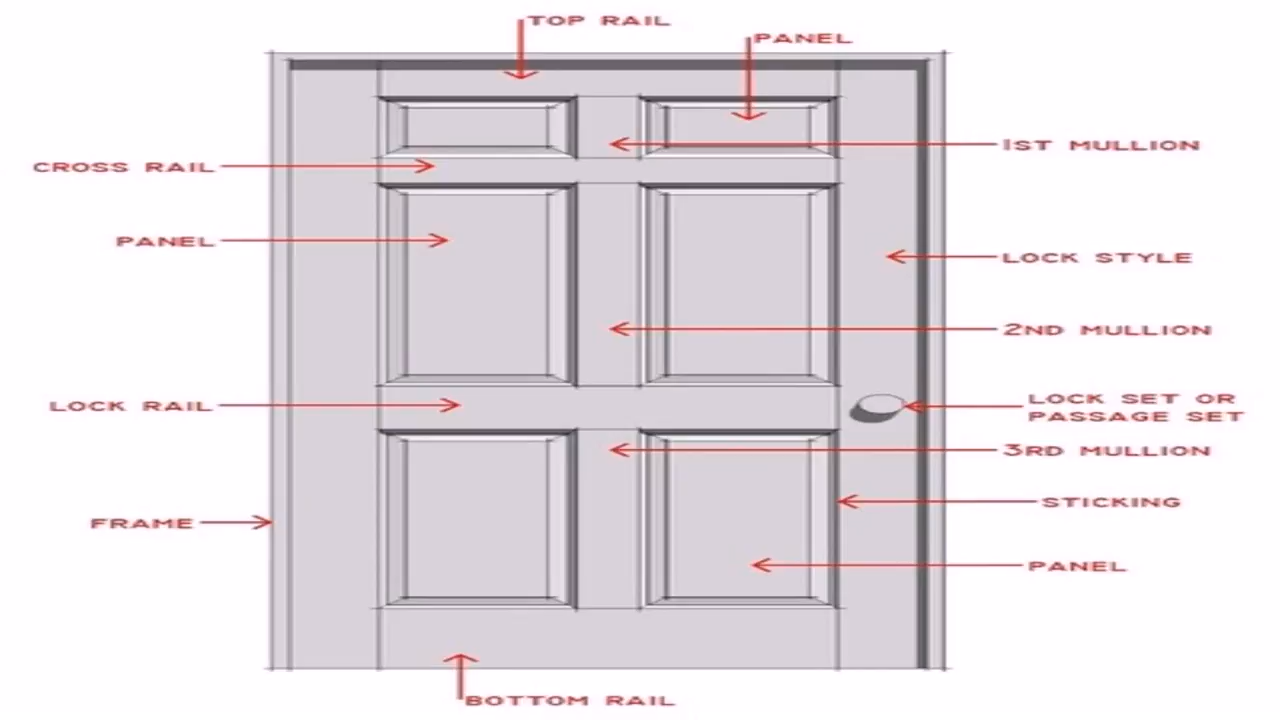 TOP RAIL
PANEL
1ST MULLION
CROSS RAIL
PANEL
LOCK STYLE
2ND MULLION
LOCK RAIL
LOCK SET OR
PASSAGE SET
3RD MULLION
STICKING
FRAME
PANEL
BOTTOM RAIL